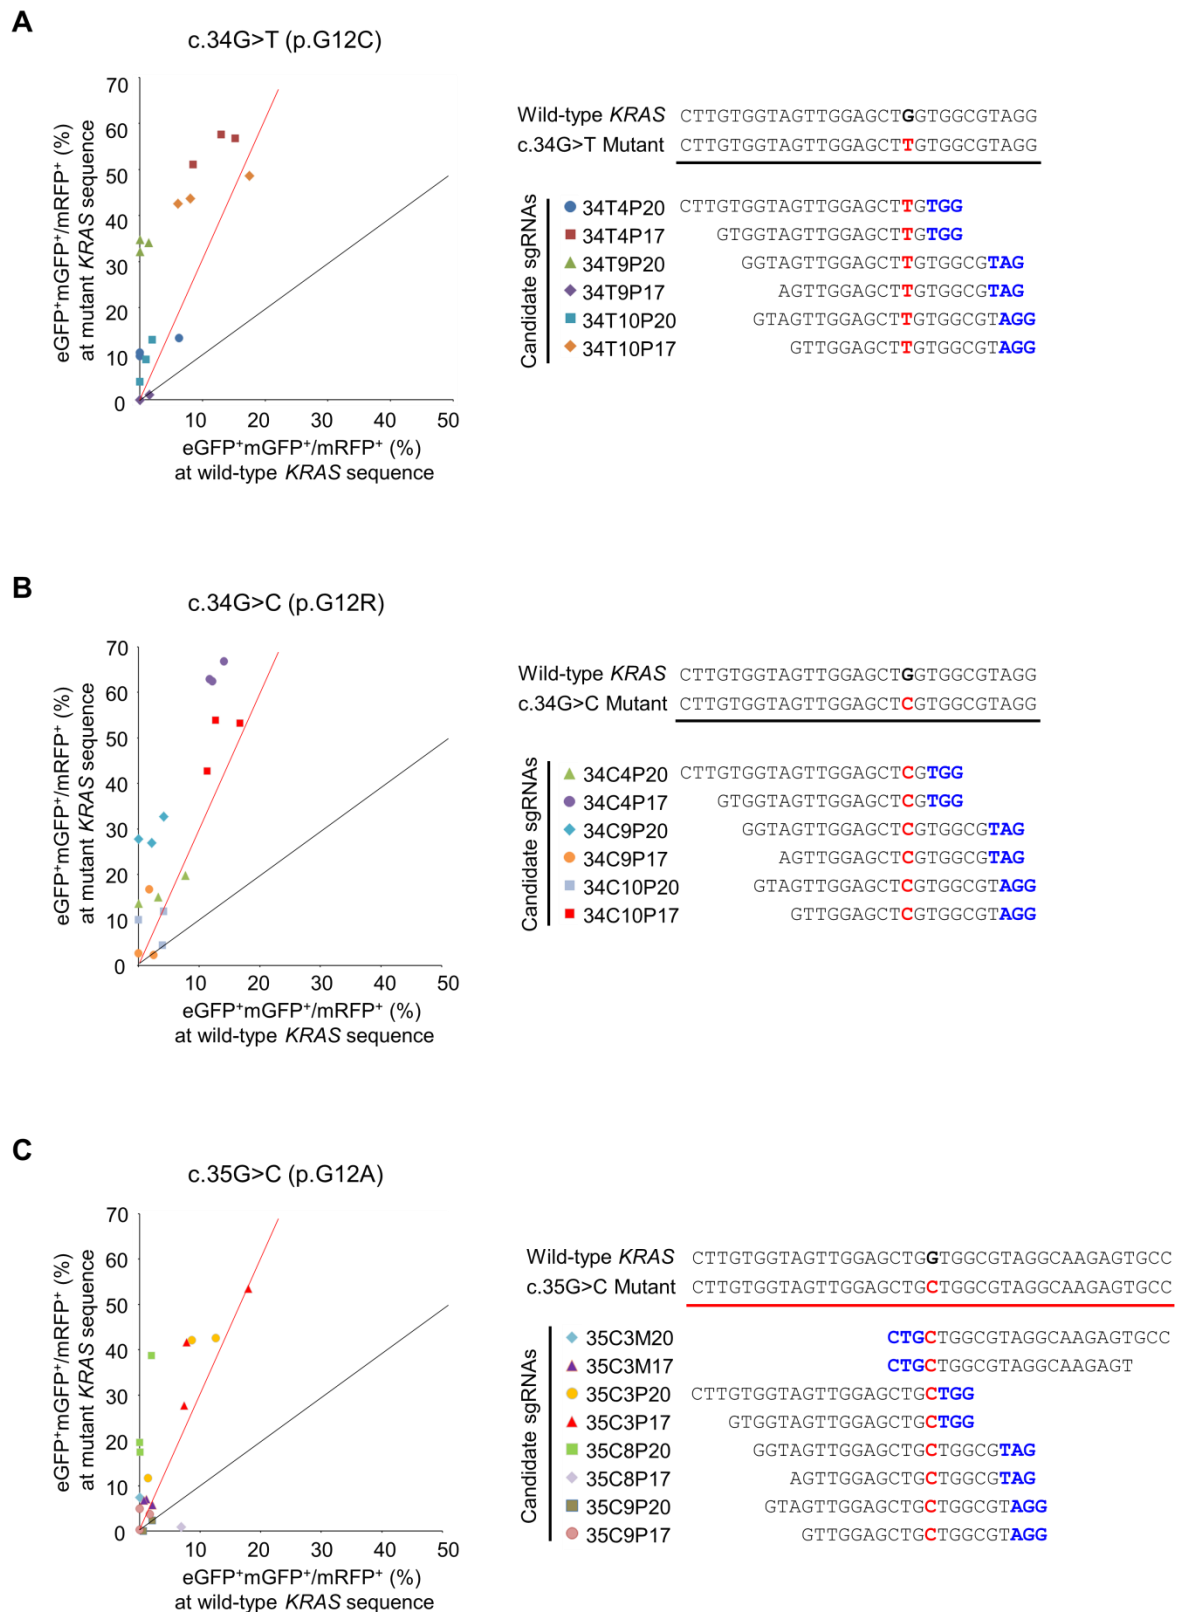 A
c.34G>T (p.G12C)
70
60
50
40
30
20
10
0
10
20
30
40
50
eGFP⁺mGFP⁺/mRFP⁺ (%)
at mutant KRAS sequence
eGFP⁺mGFP⁺/mRFP⁺ (%)
at wild-type KRAS sequence
Wild-type KRAS CTTGTGGTAGTTGGAGCTGGTGGCGTAGG
c.34G>T Mutant CTTGTGGTAGTTGGAGCTTGTGGCGTAGG
Candidate sgRNAs
34T4P20 CTTGTGGTAGTTGGAGCTTGTGG
34T4P17 GTGGTAGTTGGAGCTTGTGG
34T9P20 GGTAGTTGGAGCTTGTGGCGTAG
34T9P17 AGTTGGAGCTTGTGGCGTAG
34T10P20 GTAGTTGGAGCTTGTGGCGTAGG
34T10P17 GTTGGAGCTTGTGGCGTAGG
B
c.34G>C (p.G12R)
70
60
50
40
30
20
10
0
10
20
30
40
50
eGFP⁺mGFP⁺/mRFP⁺ (%)
at mutant KRAS sequence
eGFP⁺mGFP⁺/mRFP⁺ (%)
at wild-type KRAS sequence
Wild-type KRAS CTTGTGGTAGTTGGAGCTGGTGGCGTAGG
c.34G>C Mutant CTTGTGGTAGTTGGAGCTCGTGGCGTAGG
Candidate sgRNAs
34C4P20 CTTGTGGTAGTTGGAGCTCGTGG
34C4P17 GTGGTAGTTGGAGCTCGTGG
34C9P20 GGTAGTTGGAGCTCGTGGCGTAG
34C9P17 AGTTGGAGCTCGTGGCGTAG
34C10P20 GTAGTTGGAGCTCGTGGCGTAGG
34C10P17 GTTGGAGCTCGTGGCGTAGG
C
c.35G>C (p.G12A)
70
60
50
40
30
20
10
0
10
20
30
40
50
eGFP⁺mGFP⁺/mRFP⁺ (%)
at mutant KRAS sequence
eGFP⁺mGFP⁺/mRFP⁺ (%)
at wild-type KRAS sequence
Wild-type KRAS CTTGTGGTAGTTGGAGCTGGTGGCGTAGGCAAGAGTGCC
c.35G>C Mutant CTTGTGGTAGTTGGAGCTGCTGGCGTAGGCAAGAGTGCC
Candidate sgRNAs
35C3M20 CTGCTGGCGTAGGCAAGAGTGCC
35C3M17 CTGCTGGCGTAGGCAAGAGT
35C3P20 CTTGTGGTAGTTGGAGCTGCTGG
35C3P17 GTGGTAGTTGGAGCTGCTGG
35C8P20 GGTAGTTGGAGCTGCTGGCGTAG
35C8P17 AGTTGGAGCTGCTGGCGTAG
35C9P20 GTAGTTGGAGCTGCTGGCGTAGG
35C9P17 GTTGGAGCTGCTGGCGTAGG